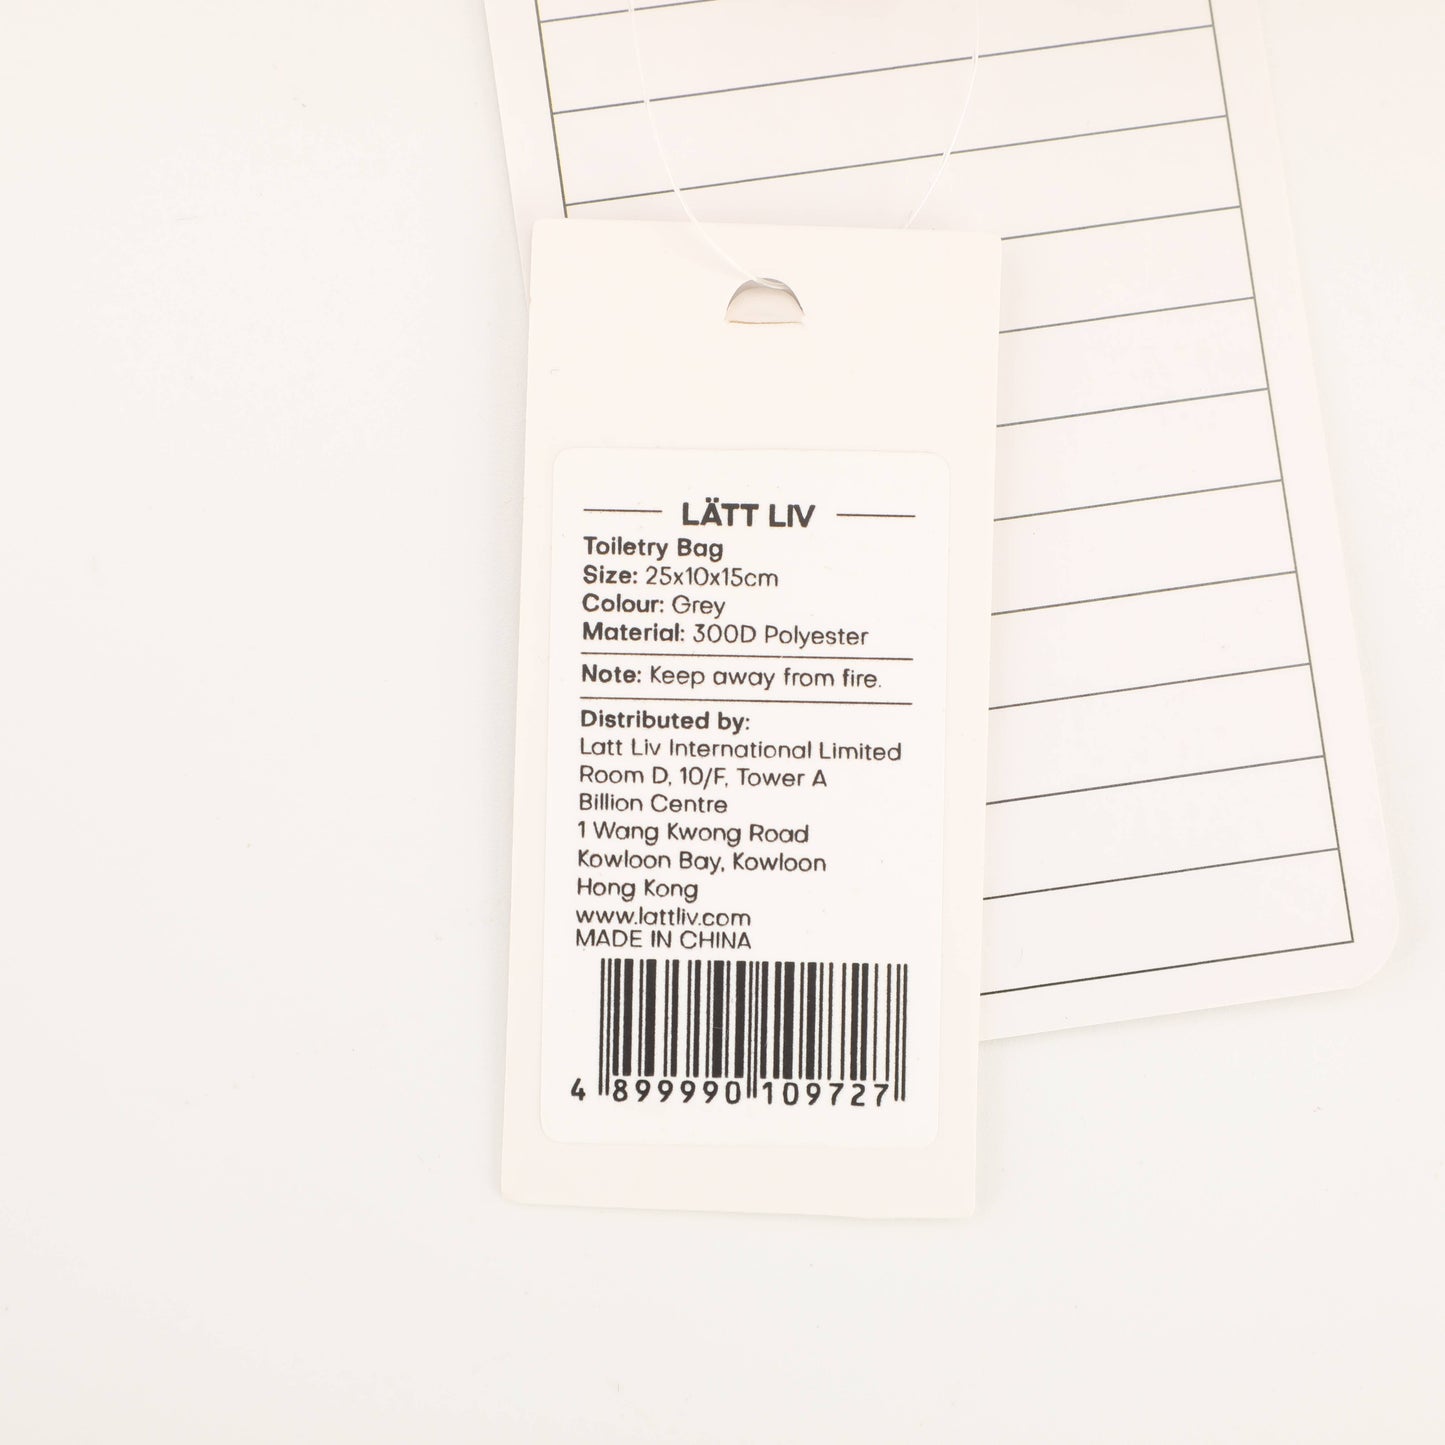 LÄTT LIV
Toiletry Bag
Size: 25x10x15cm
Colour: Grey
Material: 300D Polyester
Note: Keep away from fire.
Distributed by:
Latt Liv International Limited
Room D, 10/F, Tower A
Billion Centre
1 Wang Kwong Road
Kowloon Bay, Kowloon
Hong Kong
www.lattliv.com
MADE IN CHINA
4 899990 109727